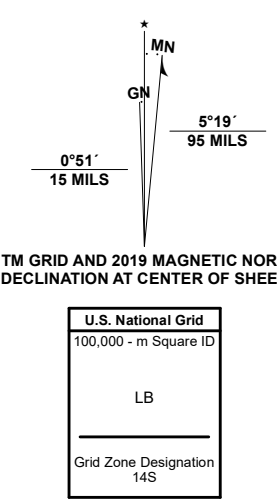 ★
MN
GN
5°19´
95 MILS
0°51´
15 MILS
TM GRID AND 2019 MAGNETIC NOR
DECLINATION AT CENTER OF SHEE
U.S. National Grid
100,000 - m Square ID
LB
Grid Zone Designation
14S